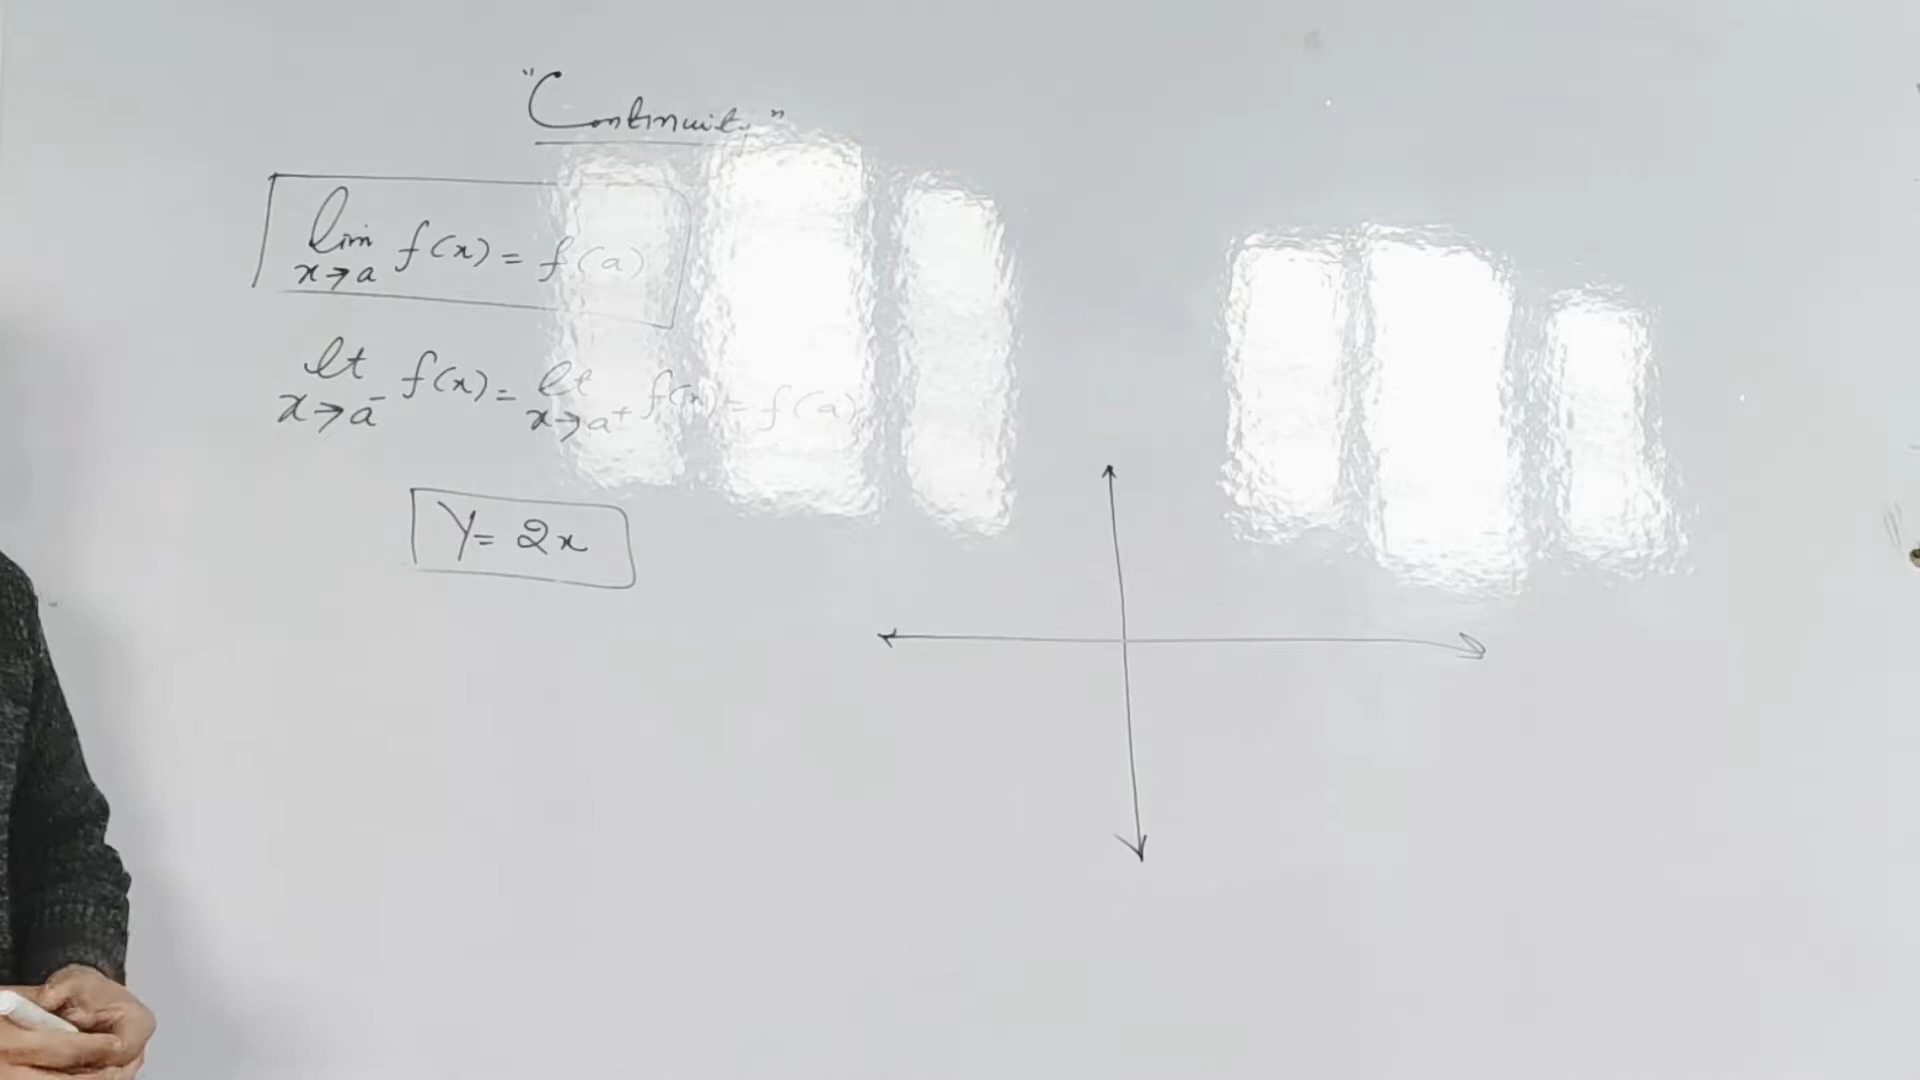 "Continuity"
lim x→a f(x) = f(a)
lt x→a⁻ f(x) = lt x→a⁺ f(x) = f(a)
Y = 2x